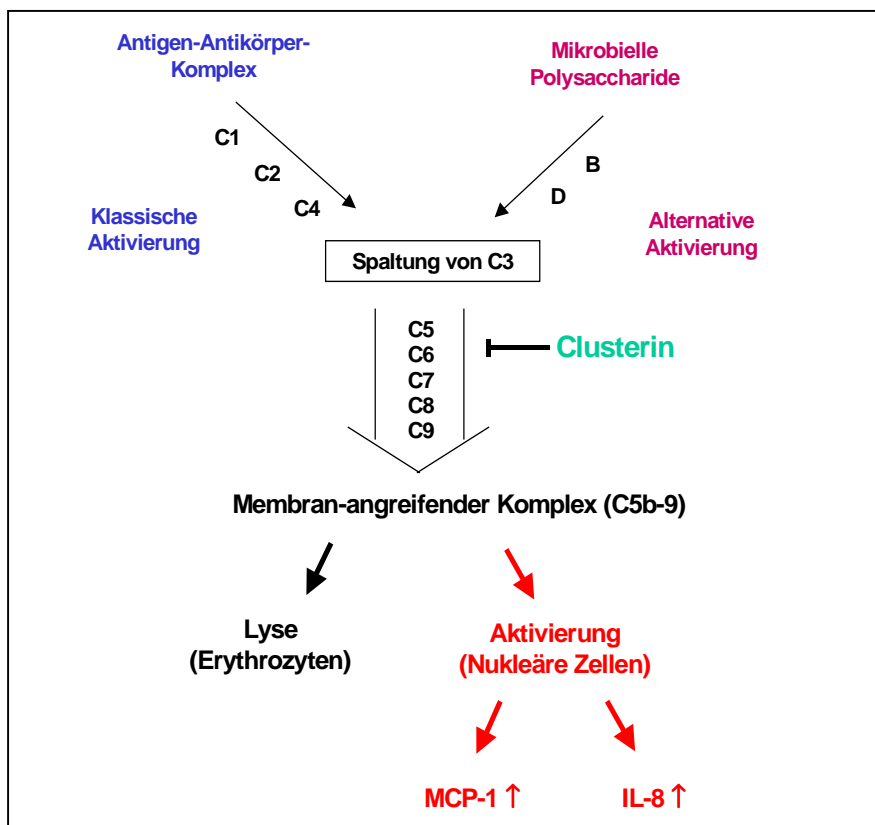 Antigen-Antikörper-
Komplex
Mikrobielle
Polysaccharide
C1
C2
C4
B
D
Klassische
Aktivierung
Alternative
Aktivierung
Spaltung von C3
C5
C6
C7
C8
C9
Clusterin
Membran-angreifender Komplex (C5b-9)
Lyse
(Erythrozyten)
Aktivierung
(Nukleäre Zellen)
MCP-1 ↑
IL-8 ↑